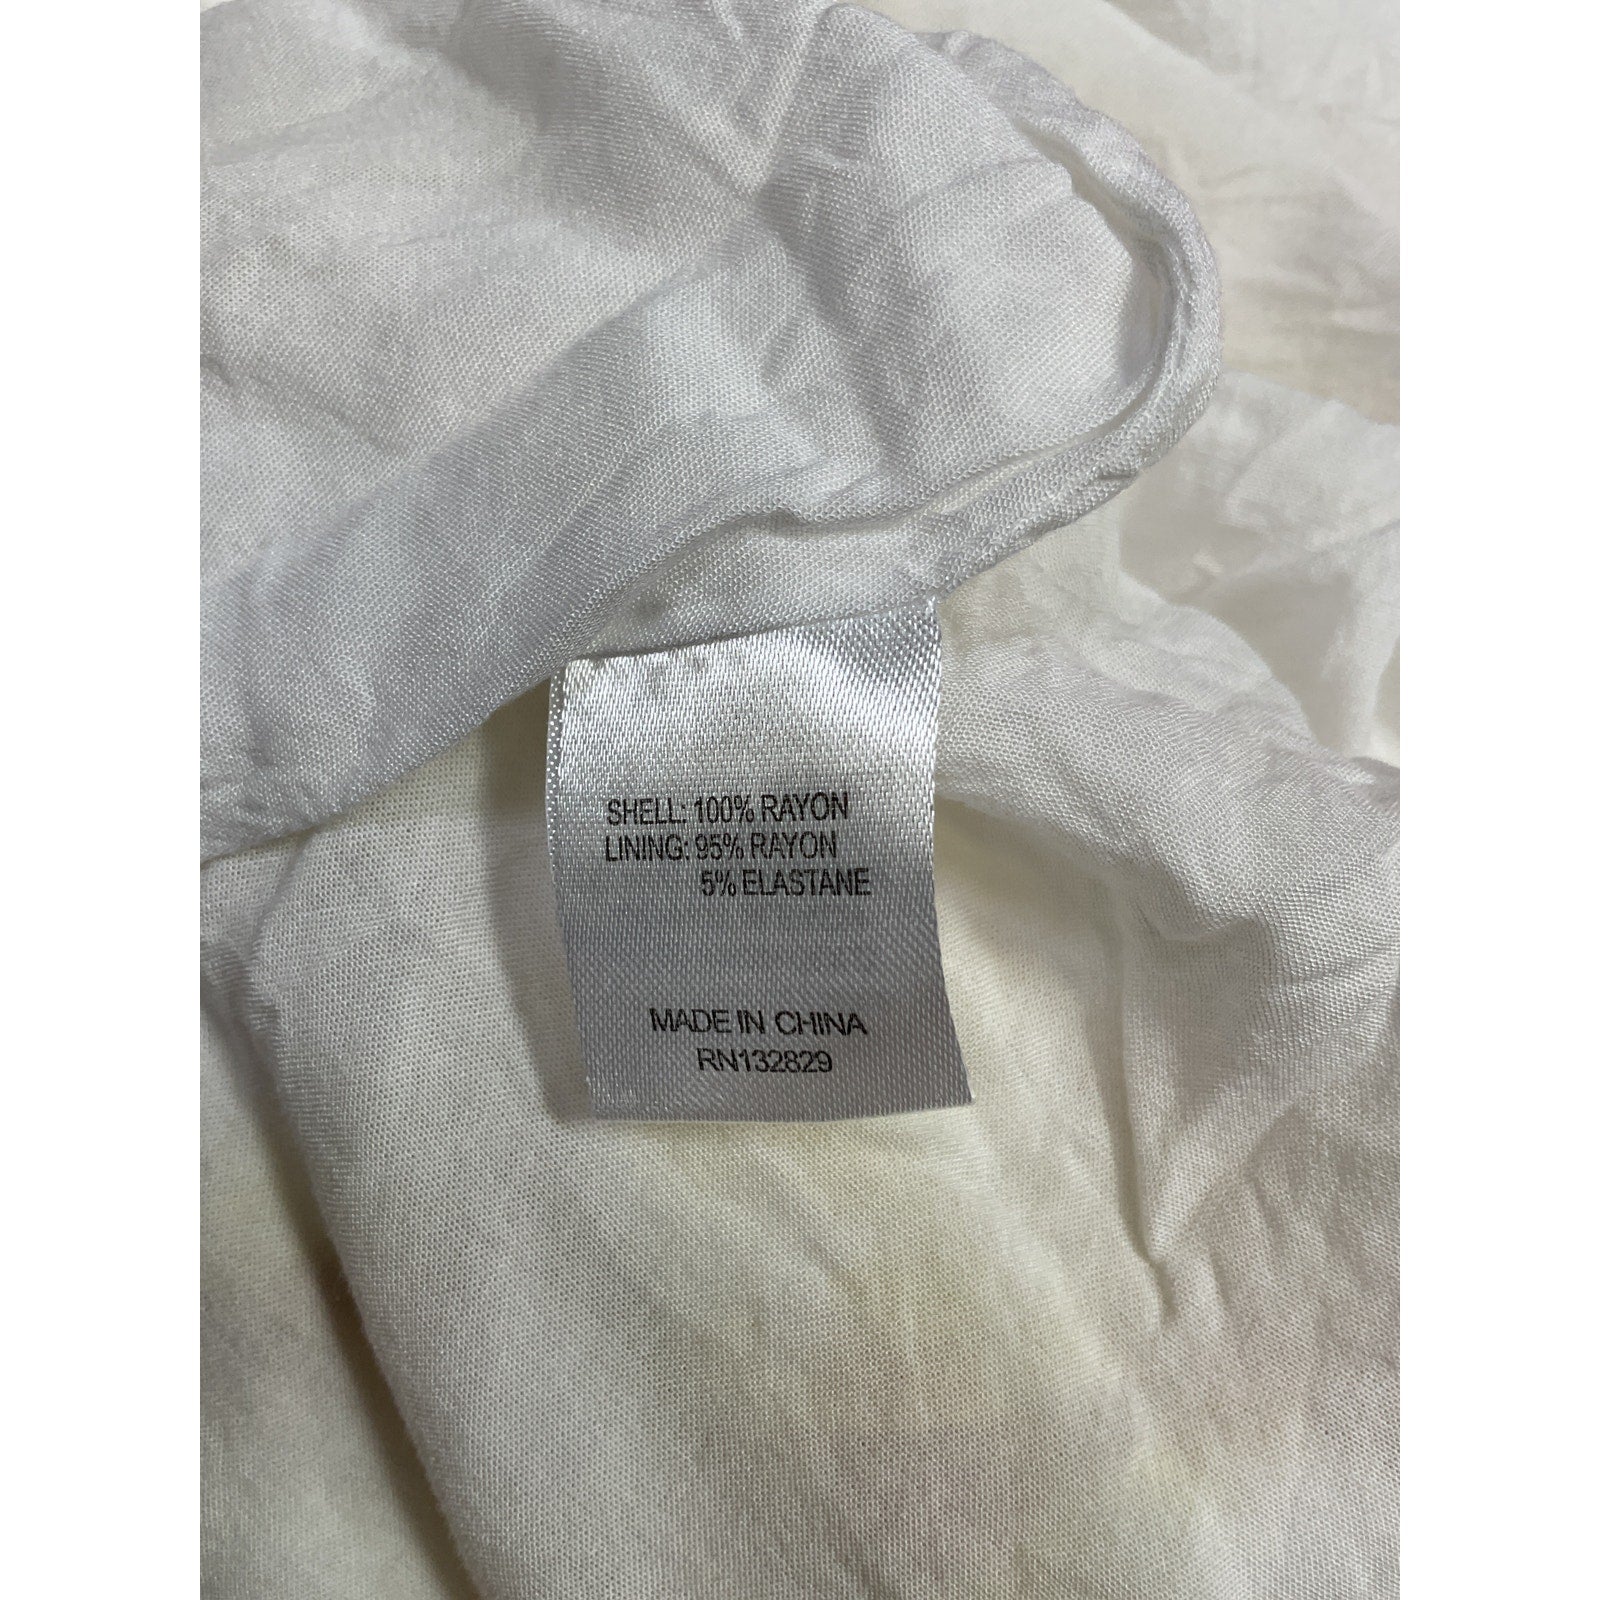 SHELL: 100% RAYON
LINING: 95% RAYON
5% ELASTANE
MADE IN CHINA
RN132829